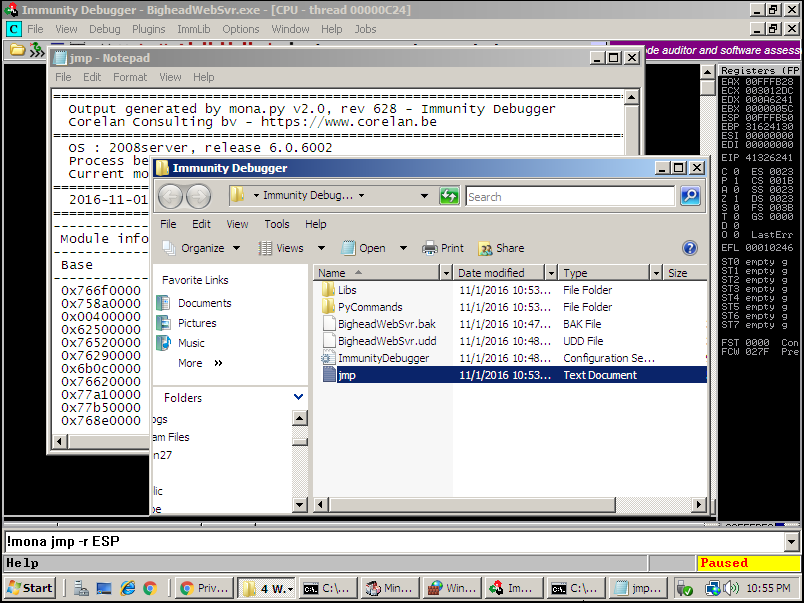 Immunity Debugger - BigheadWebSvr.exe - [CPU - thread 00000C24]
C File View Debug Plugins ImmLib Options Window Help Jobs
ode auditor and software assess
jmp - Notepad
File Edit Format View Help
Output generated by mona.py v2.0, rev 628 - Immunity Debugger
Corelan Consulting bv - https://www.corelan.be
OS : 2008server, release 6.0.6002
Process be
Current mo
2016-11-01
Module info
Base
0x766f0000
0x758a0000
0x00400000
0x62500000
0x76520000
0x76290000
0x6b0c0000
0x76620000
0x77a10000
0x77b50000
0x768e0000
Immunity Debugger
Immunity Debug...
Search
File Edit View Tools Help
Organize Views Open Print Share
Favorite Links
Documents
Pictures
Music
More »
Folders
ogs
am Files
n27
lic
pe
Name Date modified Type Size
Libs 11/1/2016 10:53... File Folder
PyCommands 11/1/2016 10:53... File Folder
BigheadWebSvr.bak 11/1/2016 10:47... BAK File
BigheadWebSvr.udd 11/1/2016 10:48... UDD File
ImmunityDebugger 11/1/2016 10:48... Configuration Se...
jmp 11/1/2016 10:53... Text Document
Registers (FP
EAX 00FFFB28
ECX 003012DC
EDX 000A6241
EBX 0000005C
ESP 00FFFB50
EBP 31624130
ESI 00000000
EDI 00000000
EIP 41326241
C 0 ES 0023
P 1 CS 001B
A 0 SS 0023
Z 1 DS 0023
S 0 FS 003B
T 0 GS 0000
D 0
O 0 LastErr
EFL 00010246
ST0 empty g
ST1 empty g
ST2 empty g
ST3 empty g
ST4 empty g
ST5 empty g
ST6 empty g
ST7 empty g
FST 0000 Con
FCW 027F Pre
!mona jmp -r ESP
Help
Paused
Start
Priv...
4 W.
C:\...
Min...
Win...
Im...
C:\...
jmp...
10:55 PM